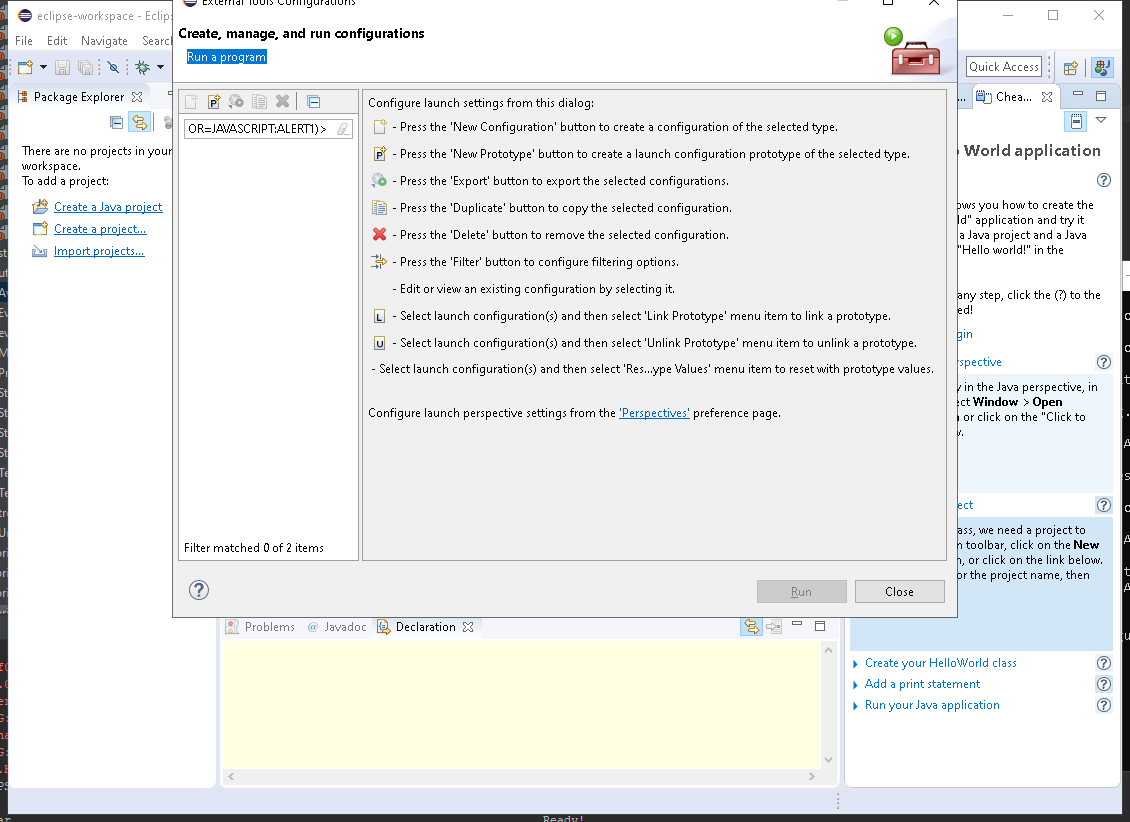 eclipse-workspace - Eclip
External Tools Configurations
File Edit Navigate Searc
Create, manage, and run configurations
Run a program
Quick Access
Package Explorer
Chea...
OR=JAVASCRIPT:ALERT1)>
Configure launch settings from this dialog:
- Press the 'New Configuration' button to create a configuration of the selected type.
- Press the 'New Prototype' button to create a launch configuration prototype of the selected type.
- Press the 'Export' button to export the selected configurations.
- Press the 'Duplicate' button to copy the selected configuration.
- Press the 'Delete' button to remove the selected configuration.
- Press the 'Filter' button to configure filtering options.
- Edit or view an existing configuration by selecting it.
L - Select launch configuration(s) and then select 'Link Prototype' menu item to link a prototype.
U - Select launch configuration(s) and then select 'Unlink Prototype' menu item to unlink a prototype.
- Select launch configuration(s) and then select 'Res...ype Values' menu item to reset with prototype values.
Configure launch perspective settings from the 'Perspectives' preference page.
Filter matched 0 of 2 items
Run
Close
There are no projects in your
workspace.
To add a project:
Create a Java project
Create a project...
Import projects...
World application
ows you how to create the
ld" application and try it
a Java project and a Java
"Hello world!" in the
any step, click the (?) to the
ed!
gin
rspective
y in the Java perspective, in
ect Window > Open
or click on the "Click to
w.
ect
ass, we need a project to
n toolbar, click on the New
n, or click on the link below.
or the project name, then
Problems @ Javadoc Declaration
Create your HelloWorld class
Add a print statement
Run your Java application
Ready!